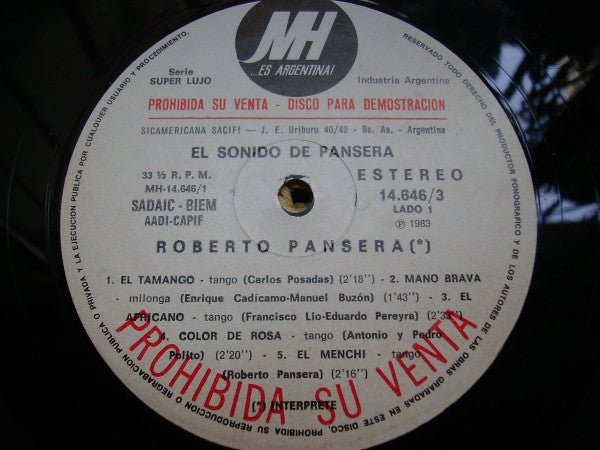 MH
...ES ARGENTINA!
Serie
SUPER LUJO
Industria Argentina
PROHIBIDA SU VENTA - DISCO PARA DEMOSTRACION
SICAMERICANA SACIFI — J. E. Uriburu 40/42 - Bs. As. - Argentina
EL SONIDO DE PANSERA
33 ⅓ R. P. M.
MH-14.646/1
SADAIC - BIEM
AADI-CAPIF
ESTEREO
14.646/3
LADO 1
℗ 1983
ROBERTO PANSERA(*)
1. EL TAMANGO - tango (Carlos Posadas) (2'18'') - 2. MANO BRAVA
- milonga (Enrique Cadícamo-Manuel Buzón) (1'43'') - 3. EL
AFRICANO - tango (Francisco Lio-Eduardo Pereyra) (2'33'')
4. COLOR DE ROSA - tango (Antonio y Pedro
Polito) (2'20'') - 5. EL MENCHI - tango
(Roberto Pansera) (2'16'')
(*) INTERPRETE
PROHIBIDA SU VENTA
RESERVADO TODO DERECHO DEL PRODUCTOR FONOGRAFICO Y DE LOS AUTORES DE LAS OBRAS GRABADAS EN ESTE DISCO. PROHIBIDA SU REPRODUCCION O REGRABACION PUBLICA O PRIVADA Y LA EJECUCION PUBLICA POR CUALQUIER USUARIO Y PROCEDIMIENTO.